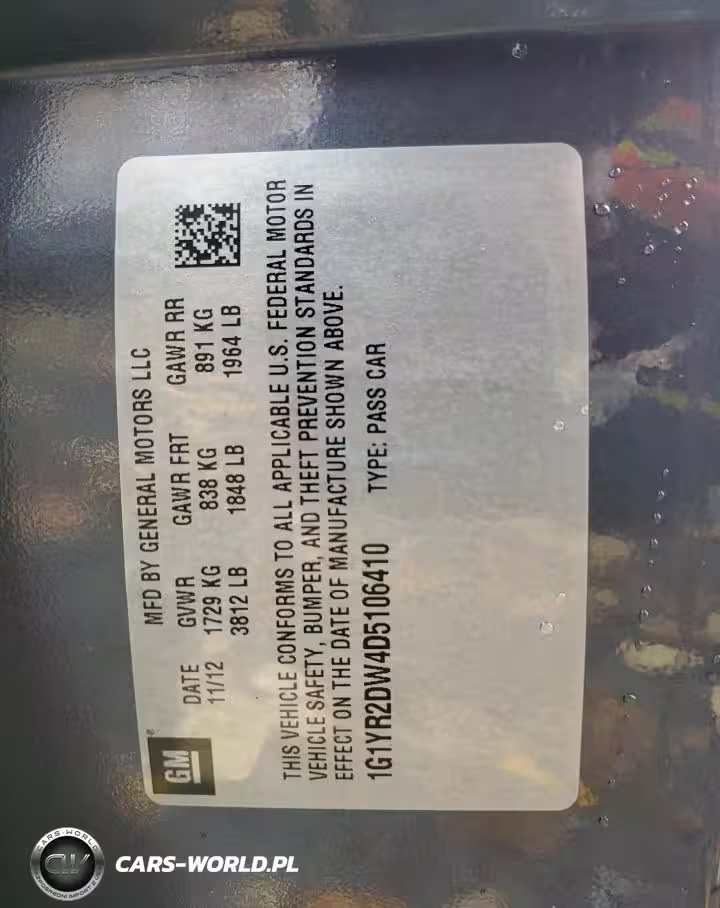 GM
MFD BY GENERAL MOTORS LLC
DATE GVWR GAWR FRT GAWR RR
11/12 1729 KG 838 KG 891 KG
3812 LB 1848 LB 1964 LB
THIS VEHICLE CONFORMS TO ALL APPLICABLE U.S. FEDERAL MOTOR
VEHICLE SAFETY, BUMPER, AND THEFT PREVENTION STANDARDS IN
EFFECT ON THE DATE OF MANUFACTURE SHOWN ABOVE.
1G1YR2DW4D5106410 TYPE: PASS CAR
CARS-WORLD
CW
CARS-WORLD.PL